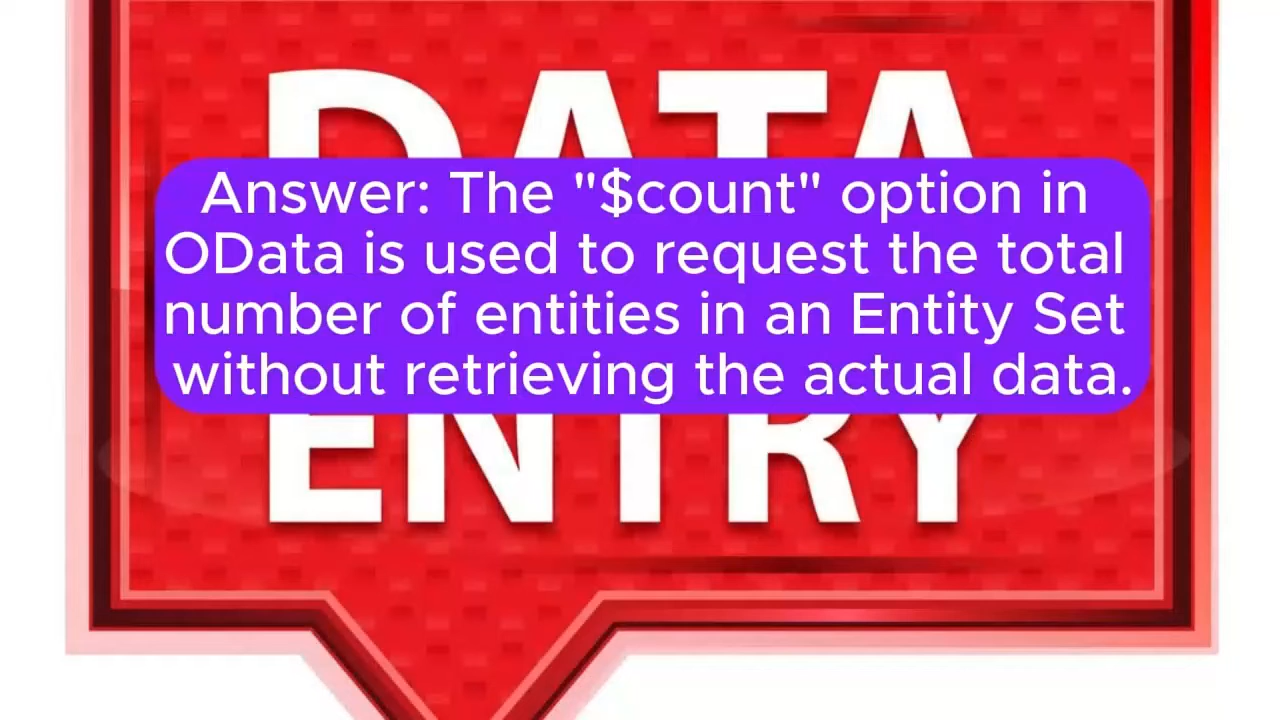 DATA
Answer: The "$count" option in
OData is used to request the total
number of entities in an Entity Set
without retrieving the actual data.
ENTRY